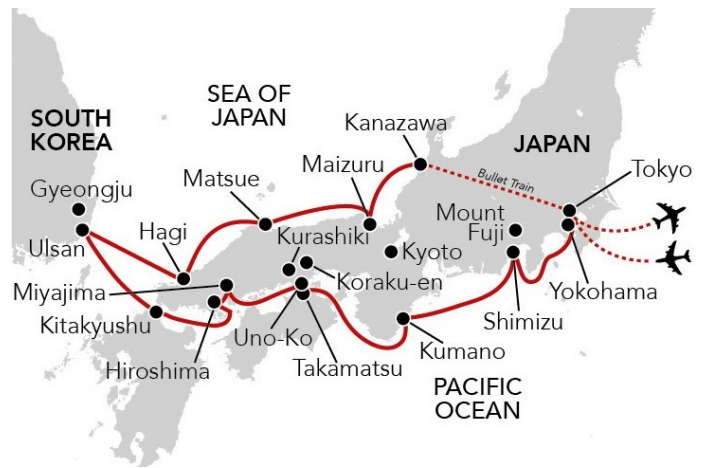 SEA OF
JAPAN
SOUTH
KOREA
Kanazawa
JAPAN
Maizuru
Bullet Train
Tokyo
Matsue
Gyeongju
Mount
Fuji
Hagi
Kurashiki
Ulsan
Kyoto
Koraku-en
Miyajima
Yokohama
Kitakyushu
Shimizu
Uno-Ko
Kumano
Hiroshima
Takamatsu
PACIFIC
OCEAN